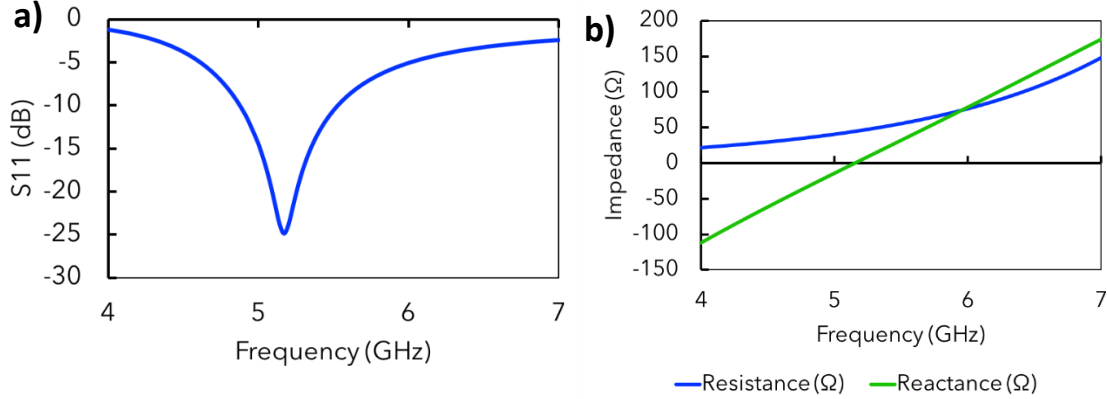 a)
0
-5
-10
-15
-20
-25
-30
S11 (dB)
4 5 6 7
Frequency (GHz)
b)
200
150
100
50
0
-50
-100
-150
Impedance (Ω)
4 5 6 7
Frequency (GHz)
Resistance (Ω) Reactance (Ω)